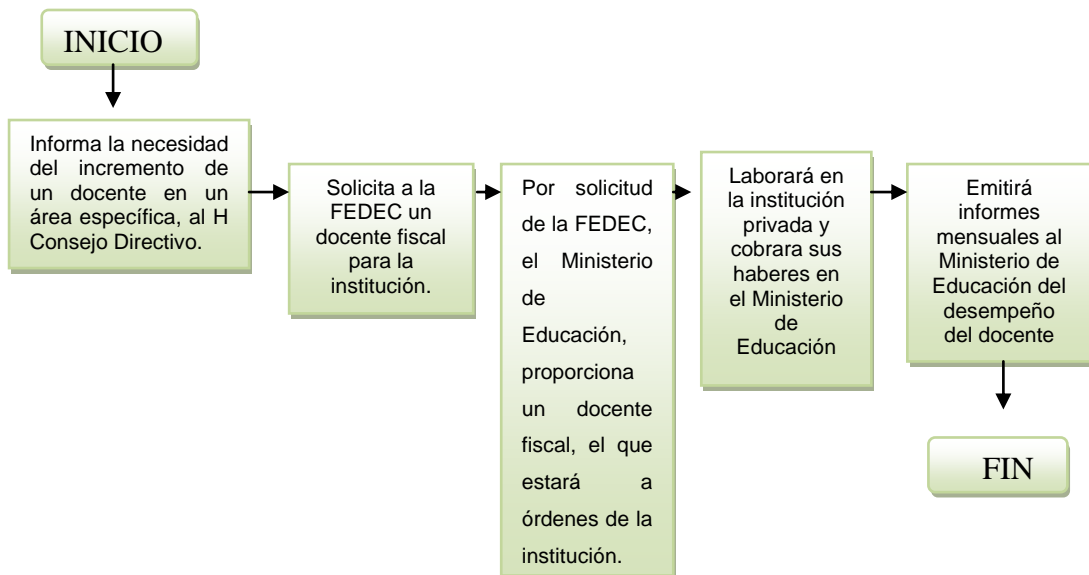 INICIO
Informa la necesidad
del incremento de
un docente en un
área específica, al H
Consejo Directivo.
Solicita a la
FEDEC un
docente fiscal
para la
institución.
Por solicitud
de la FEDEC,
el Ministerio
de
Educación,
proporciona
un docente
fiscal, el que
estará a
órdenes de la
institución.
Laborará en
la institución
privada y
cobrara sus
haberes en
el Ministerio
de
Educación
Emitirá
informes
mensuales al
Ministerio de
Educación del
desempeño
del docente
FIN